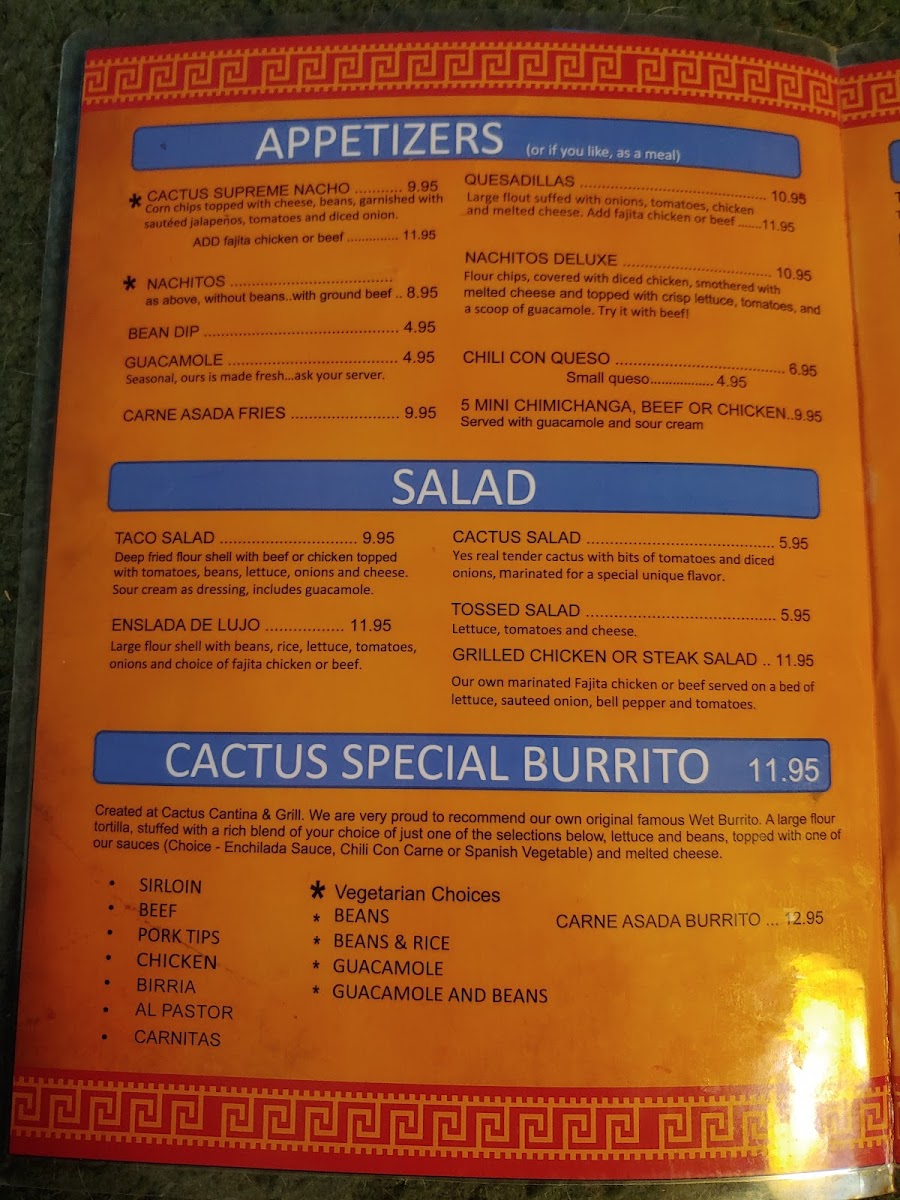 APPETIZERS (or if you like, as a meal)
* CACTUS SUPREME NACHO ........... 9.95
Corn chips topped with cheese, beans, garnished with
sautéed jalapeños, tomatoes and diced onion.
ADD fajita chicken or beef .............. 11.95
* NACHITOS ......................................
as above, without beans..with ground beef .. 8.95
BEAN DIP ............................................. 4.95
GUACAMOLE ....................................... 4.95
Seasonal, ours is made fresh...ask your server.
CARNE ASADA FRIES ......................... 9.95
QUESADILLAS ............................................ 10.95
Large flout suffed with onions, tomatoes, chicken
and melted cheese. Add fajita chicken or beef .......11.95
NACHITOS DELUXE ................................... 10.95
Flour chips, covered with diced chicken, smothered with
melted cheese and topped with crisp lettuce, tomatoes, and
a scoop of guacamole. Try it with beef!
CHILI CON QUESO ....................................... 6.95
Small queso.................. 4.95
5 MINI CHIMICHANGA, BEEF OR CHICKEN..9.95
Served with guacamole and sour cream
SALAD
TACO SALAD ............................... 9.95
Deep fried flour shell with beef or chicken topped
with tomatoes, beans, lettuce, onions and cheese.
Sour cream as dressing, includes guacamole.
ENSLADA DE LUJO .................. 11.95
Large flour shell with beans, rice, lettuce, tomatoes,
onions and choice of fajita chicken or beef.
CACTUS SALAD ........................................... 5.95
Yes real tender cactus with bits of tomatoes and diced
onions, marinated for a special unique flavor.
TOSSED SALAD ........................................... 5.95
Lettuce, tomatoes and cheese.
GRILLED CHICKEN OR STEAK SALAD .. 11.95
Our own marinated Fajita chicken or beef served on a bed of
lettuce, sauteed onion, bell pepper and tomatoes.
CACTUS SPECIAL BURRITO 11.95
Created at Cactus Cantina & Grill. We are very proud to recommend our own original famous Wet Burrito. A large flour
tortilla, stuffed with a rich blend of your choice of just one of the selections below, lettuce and beans, topped with one of
our sauces (Choice - Enchilada Sauce, Chili Con Carne or Spanish Vegetable) and melted cheese.
• SIRLOIN
• BEEF
• PORK TIPS
• CHICKEN
• BIRRIA
• AL PASTOR
• CARNITAS
* Vegetarian Choices
* BEANS
* BEANS & RICE
* GUACAMOLE
* GUACAMOLE AND BEANS
CARNE ASADA BURRITO ... 12.95